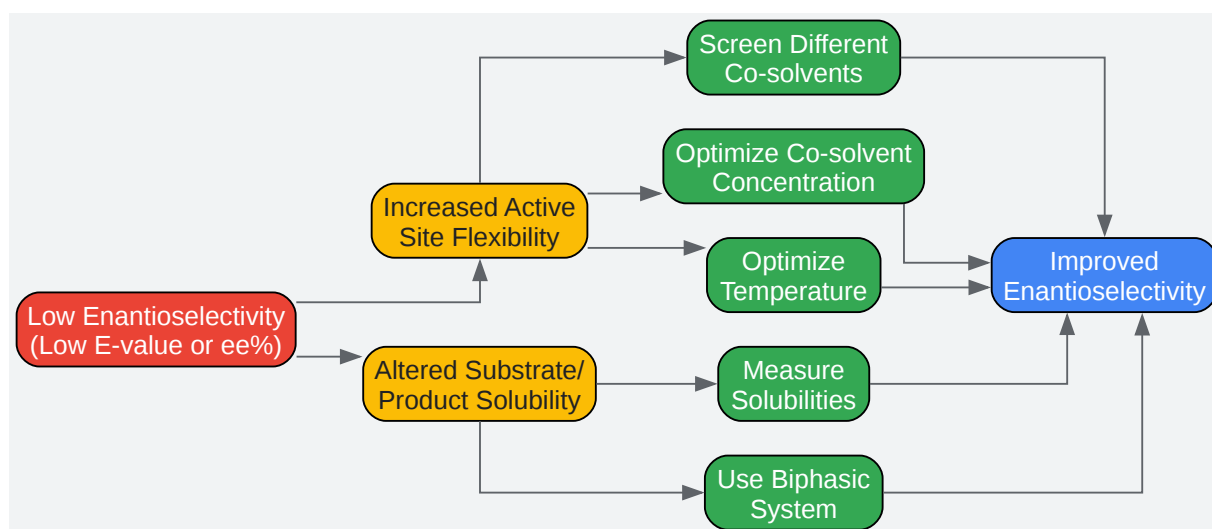 Low Enantioselectivity
(Low E-value or ee%)
Increased Active
Site Flexibility
Altered Substrate/
Product Solubility
Screen Different
Co-solvents
Optimize Co-solvent
Concentration
Optimize
Temperature
Measure
Solubilities
Use Biphasic
System
Improved
Enantioselectivity